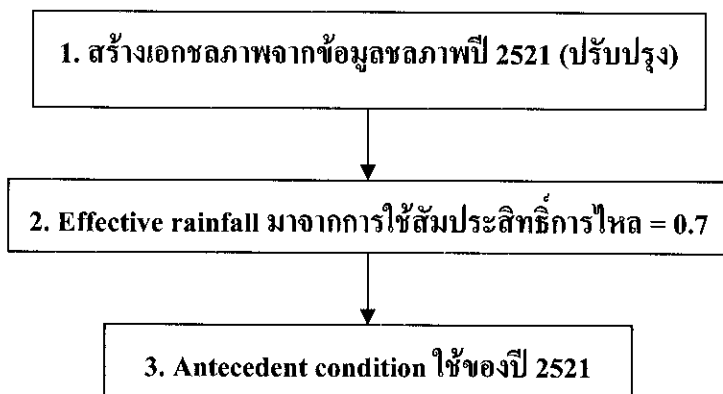 1. สร้างเอกชลภาพจากข้อมูลชลภาพปี 2521 (ปรับปรุง)
2. Effective rainfall มาจากการใช้สัมประสิทธิ์การไหล = 0.7
3. Antecedent condition ใช้ของปี 2521